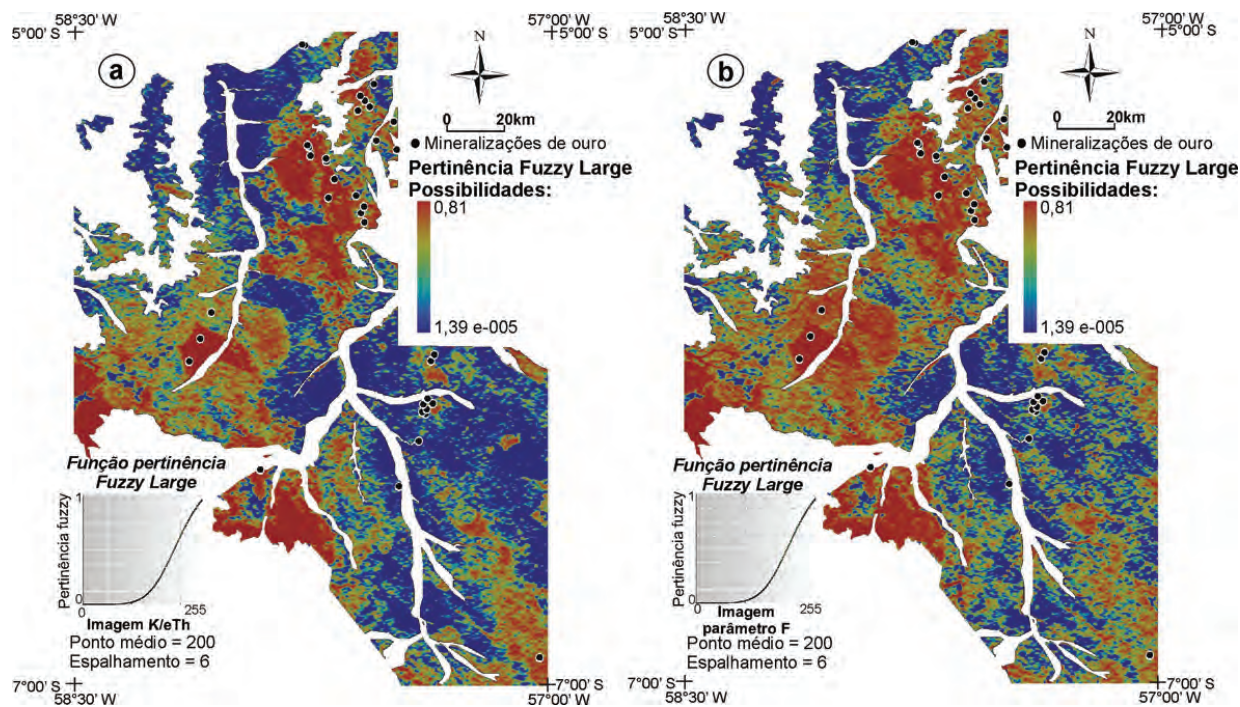 58°30' W
5°00' S
57°00' W
5°00' S
a
N
0 20km
Mineralizações de ouro
Pertinência Fuzzy Large
Possibilidades:
0,81
1,39 e-005
Função pertinência
Fuzzy Large
Pertinência fuzzy
1
0
0 255
Imagem K/eTh
Ponto médio = 200
Espalhamento = 6
7°00' S
58°30' W
7°00' S
57°00' W
58°30' W
5°00' S
57°00' W
5°00' S
b
N
0 20km
Mineralizações de ouro
Pertinência Fuzzy Large
Possibilidades:
0,81
1,39 e-005
Função pertinência
Fuzzy Large
Pertinência fuzzy
1
0
0 255
Imagem
parâmetro F
Ponto médio = 200
Espalhamento = 6
7°00' S
58°30' W
7°00' S
57°00' W